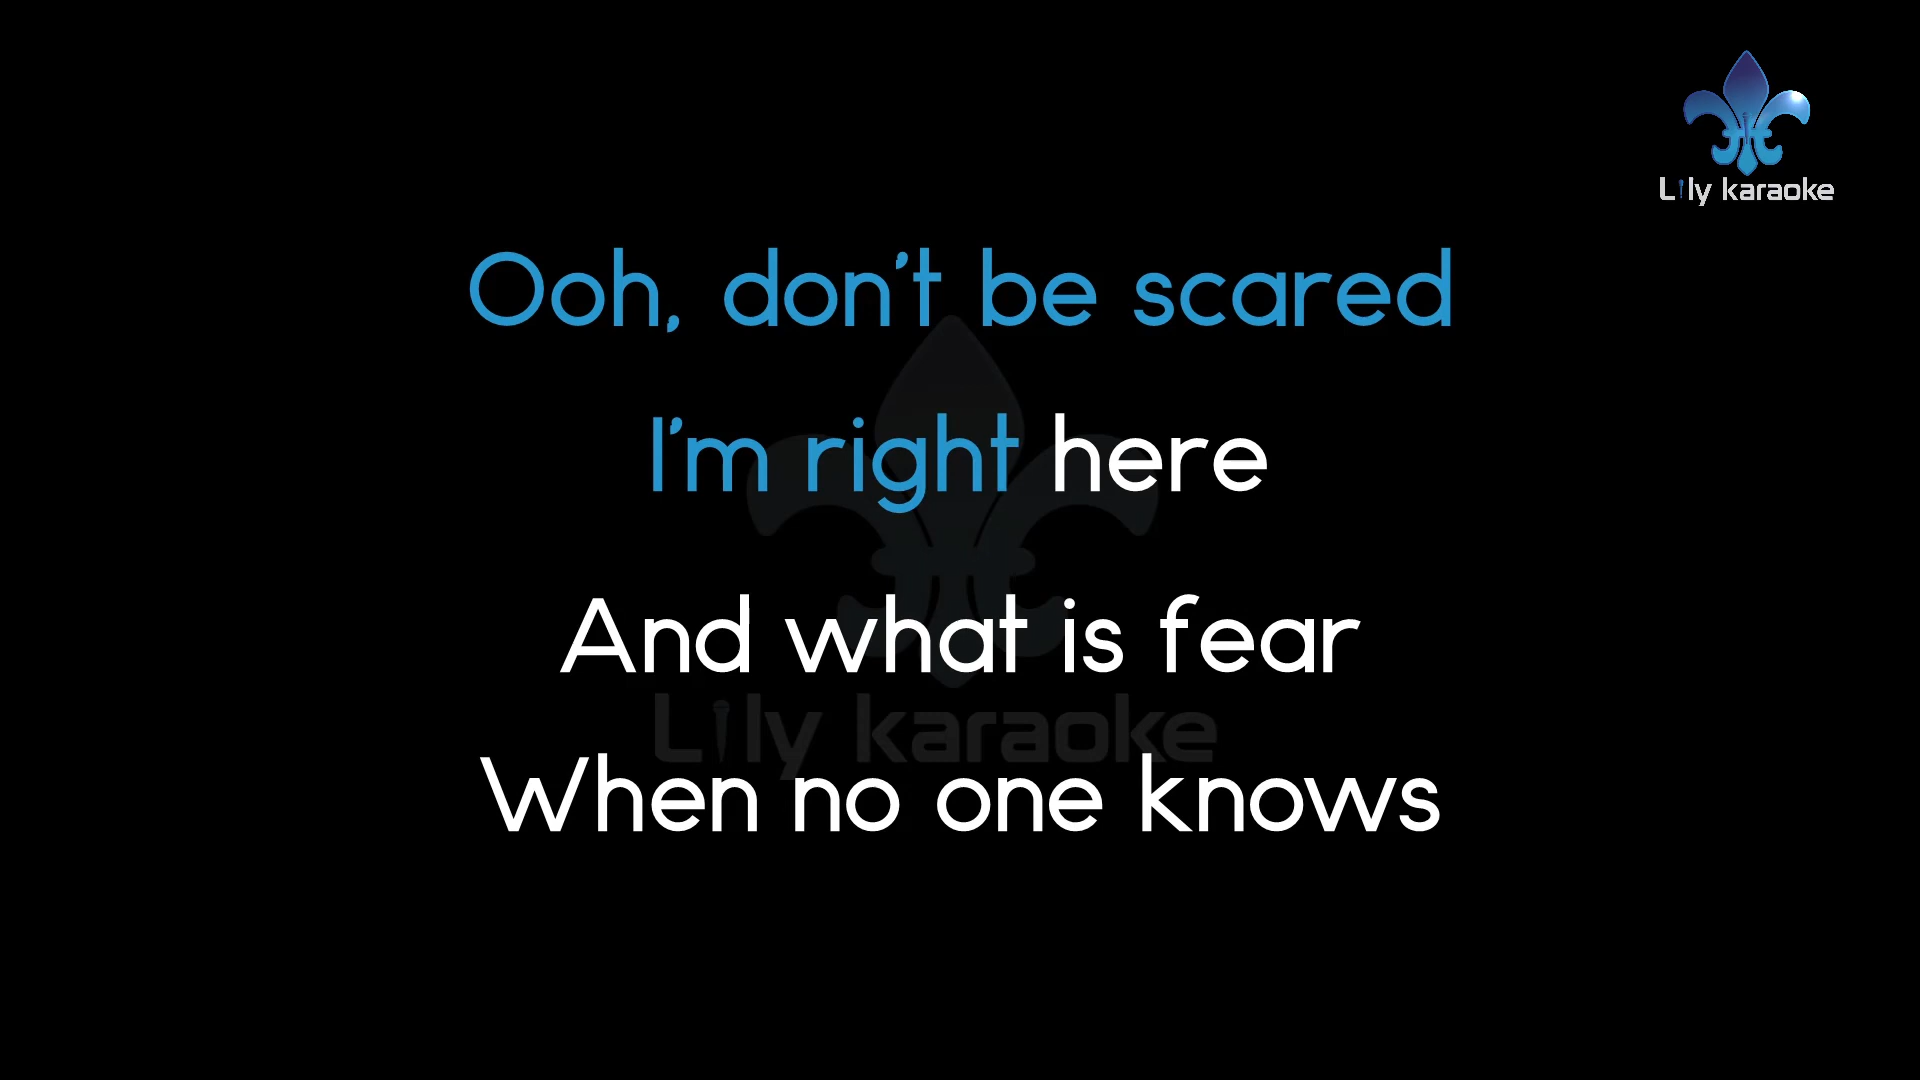 Lily karaoke
Ooh, don't be scared
I'm right here
And what is fear
Lily karaoke
When no one knows